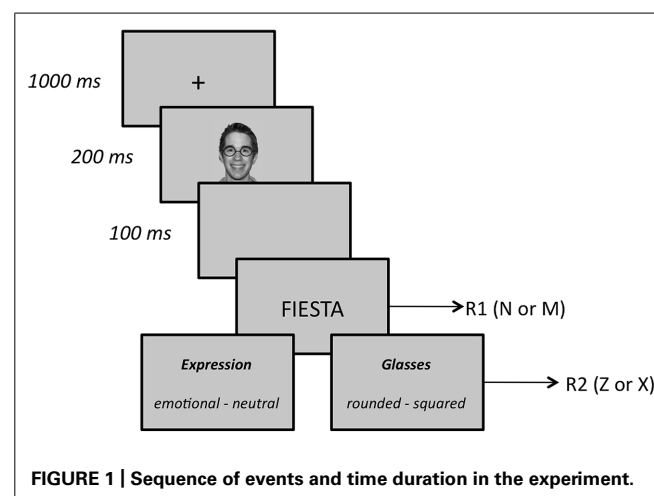 1000 ms
+
200 ms
100 ms
FIESTA
R1 (N or M)
Expression
emotional - neutral
Glasses
rounded - squared
R2 (Z or X)
FIGURE 1 | Sequence of events and time duration in the experiment.